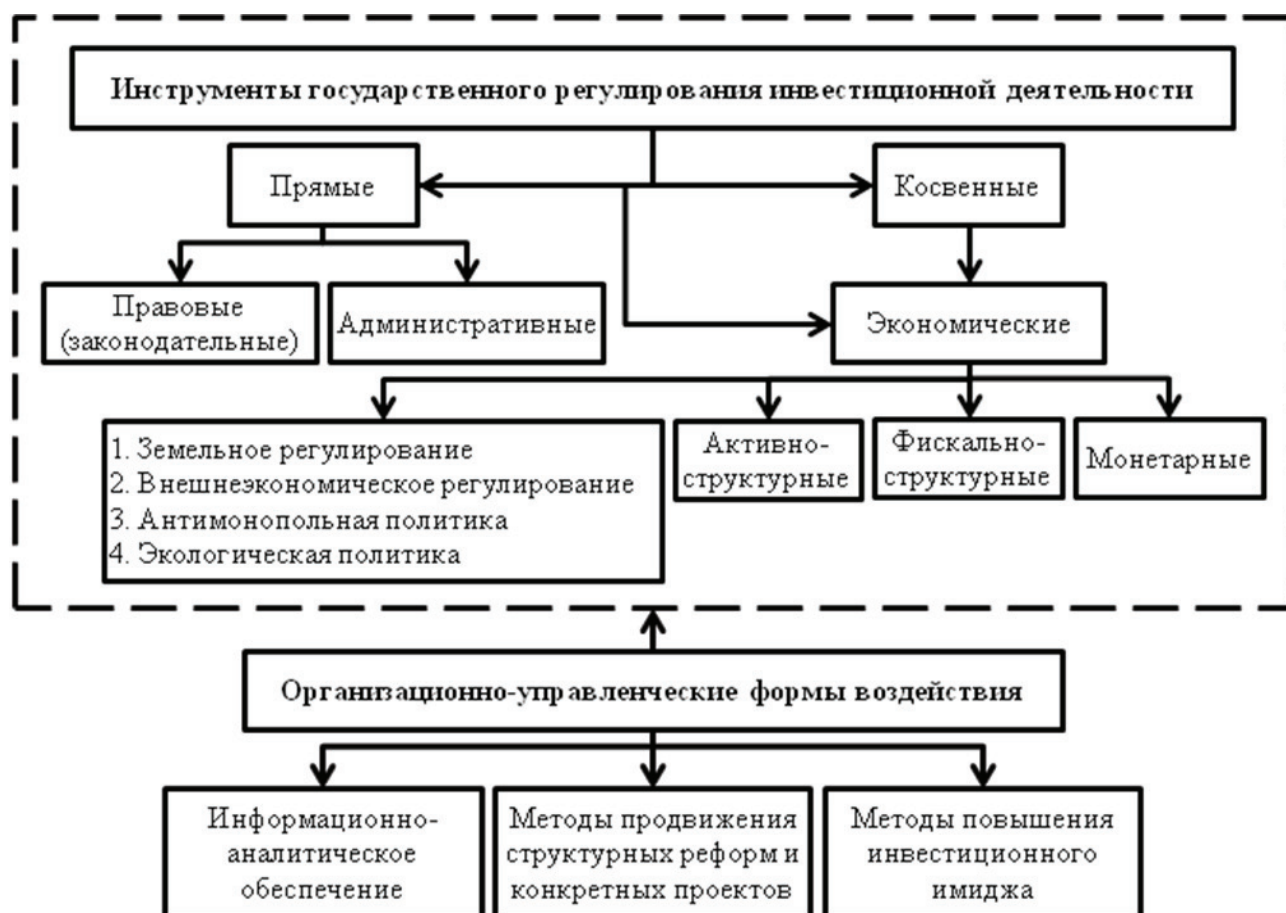 Инструменты государственного регулирования инвестиционной деятельности
Прямые
Косвенные
Правовые
(законодательные)
Административные
Экономические
1. Земельное регулирование
2. Внешнеэкономическое регулирование
3. Антимонопольная политика
4. Экологическая политика
Активно-
структурные
Фискально-
структурные
Монетарные
Организационно-управленческие формы воздействия
Информационно-
аналитическое
обеспечение
Методы продвижения
структурных реформ и
конкретных проектов
Методы повышения
инвестиционного
имиджа